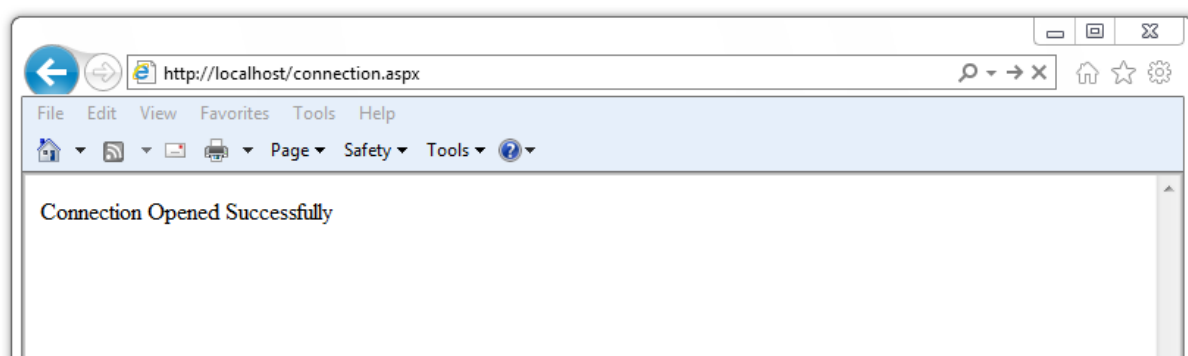 http://localhost/connection.aspx
File Edit View Favorites Tools Help
Page Safety Tools
Connection Opened Successfully